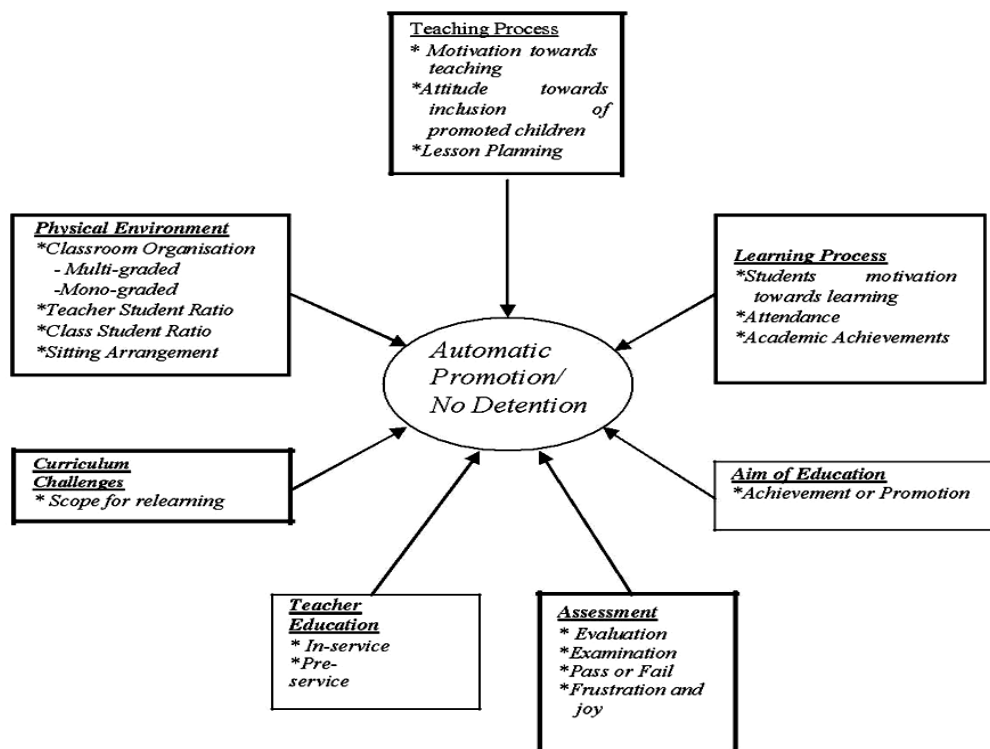 Teaching Process
* Motivation towards
teaching
*Attitude towards
inclusion of
promoted children
*Lesson Planning
Physical Environment
*Classroom Organisation
- Multi-graded
-Mono-graded
*Teacher Student Ratio
*Class Student Ratio
*Sitting Arrangement
Learning Process
*Students motivation
towards learning
*Attendance
*Academic Achievements
Automatic
Promotion/
No Detention
Curriculum
Challenges
* Scope for relearning
Aim of Education
*Achievement or Promotion
Teacher
Education
* In-service
*Pre-
service
Assessment
* Evaluation
*Examination
*Pass or Fail
*Frustration and
joy